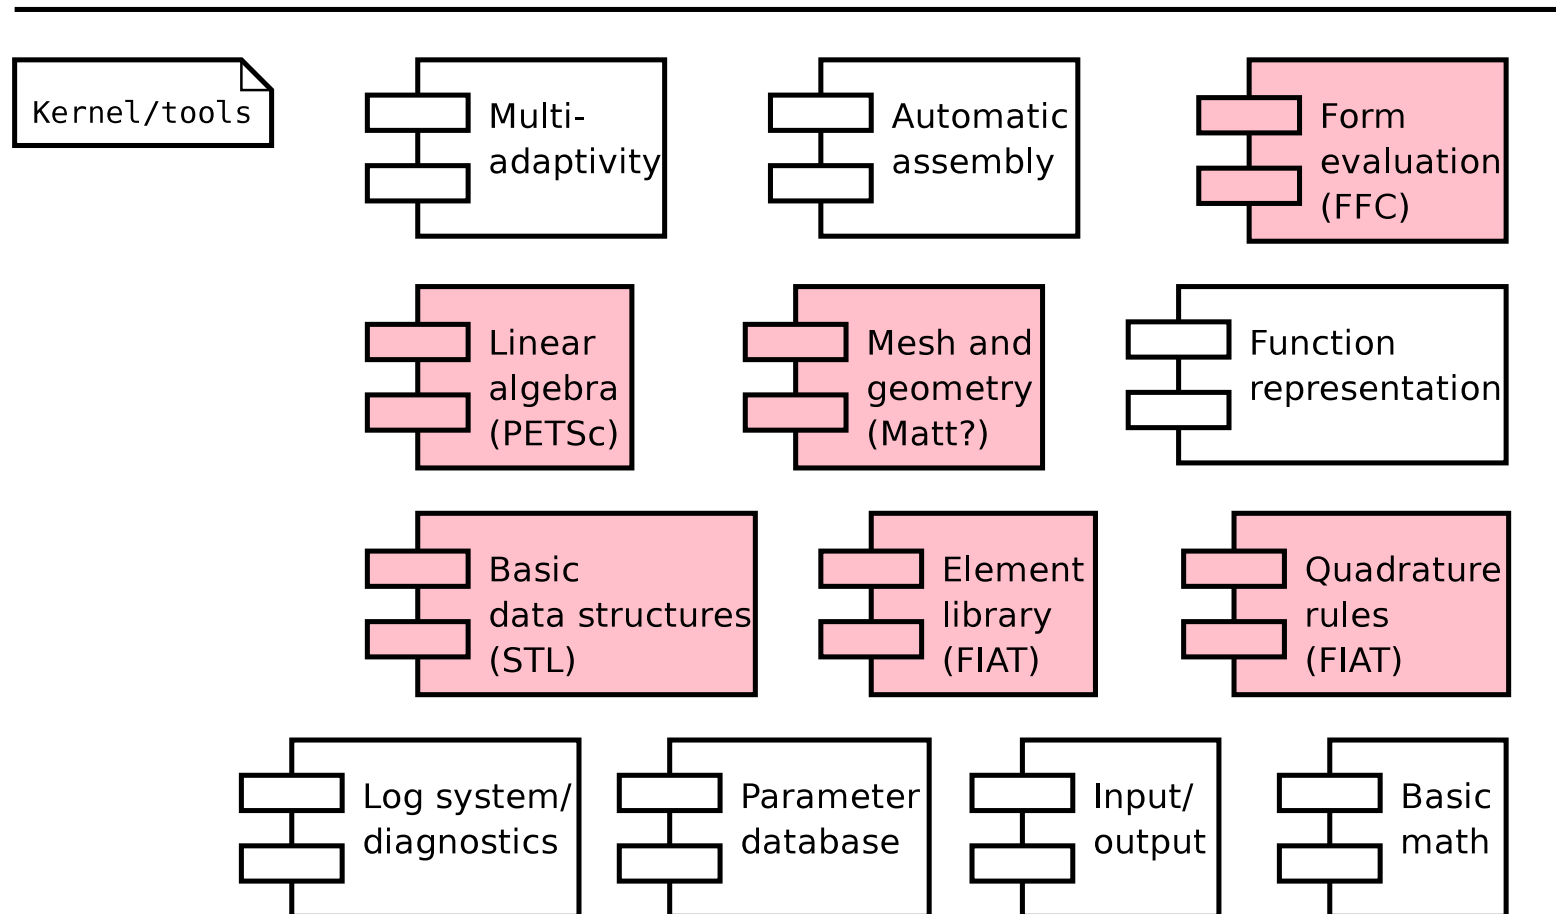 Kernel/tools
Multi-
adaptivity
Automatic
assembly
Form
evaluation
(FFC)
Linear
algebra
(PETSc)
Mesh and
geometry
(Matt?)
Function
representation
Basic
data structures
(STL)
Element
library
(FIAT)
Quadrature
rules
(FIAT)
Log system/
diagnostics
Parameter
database
Input/
output
Basic
math